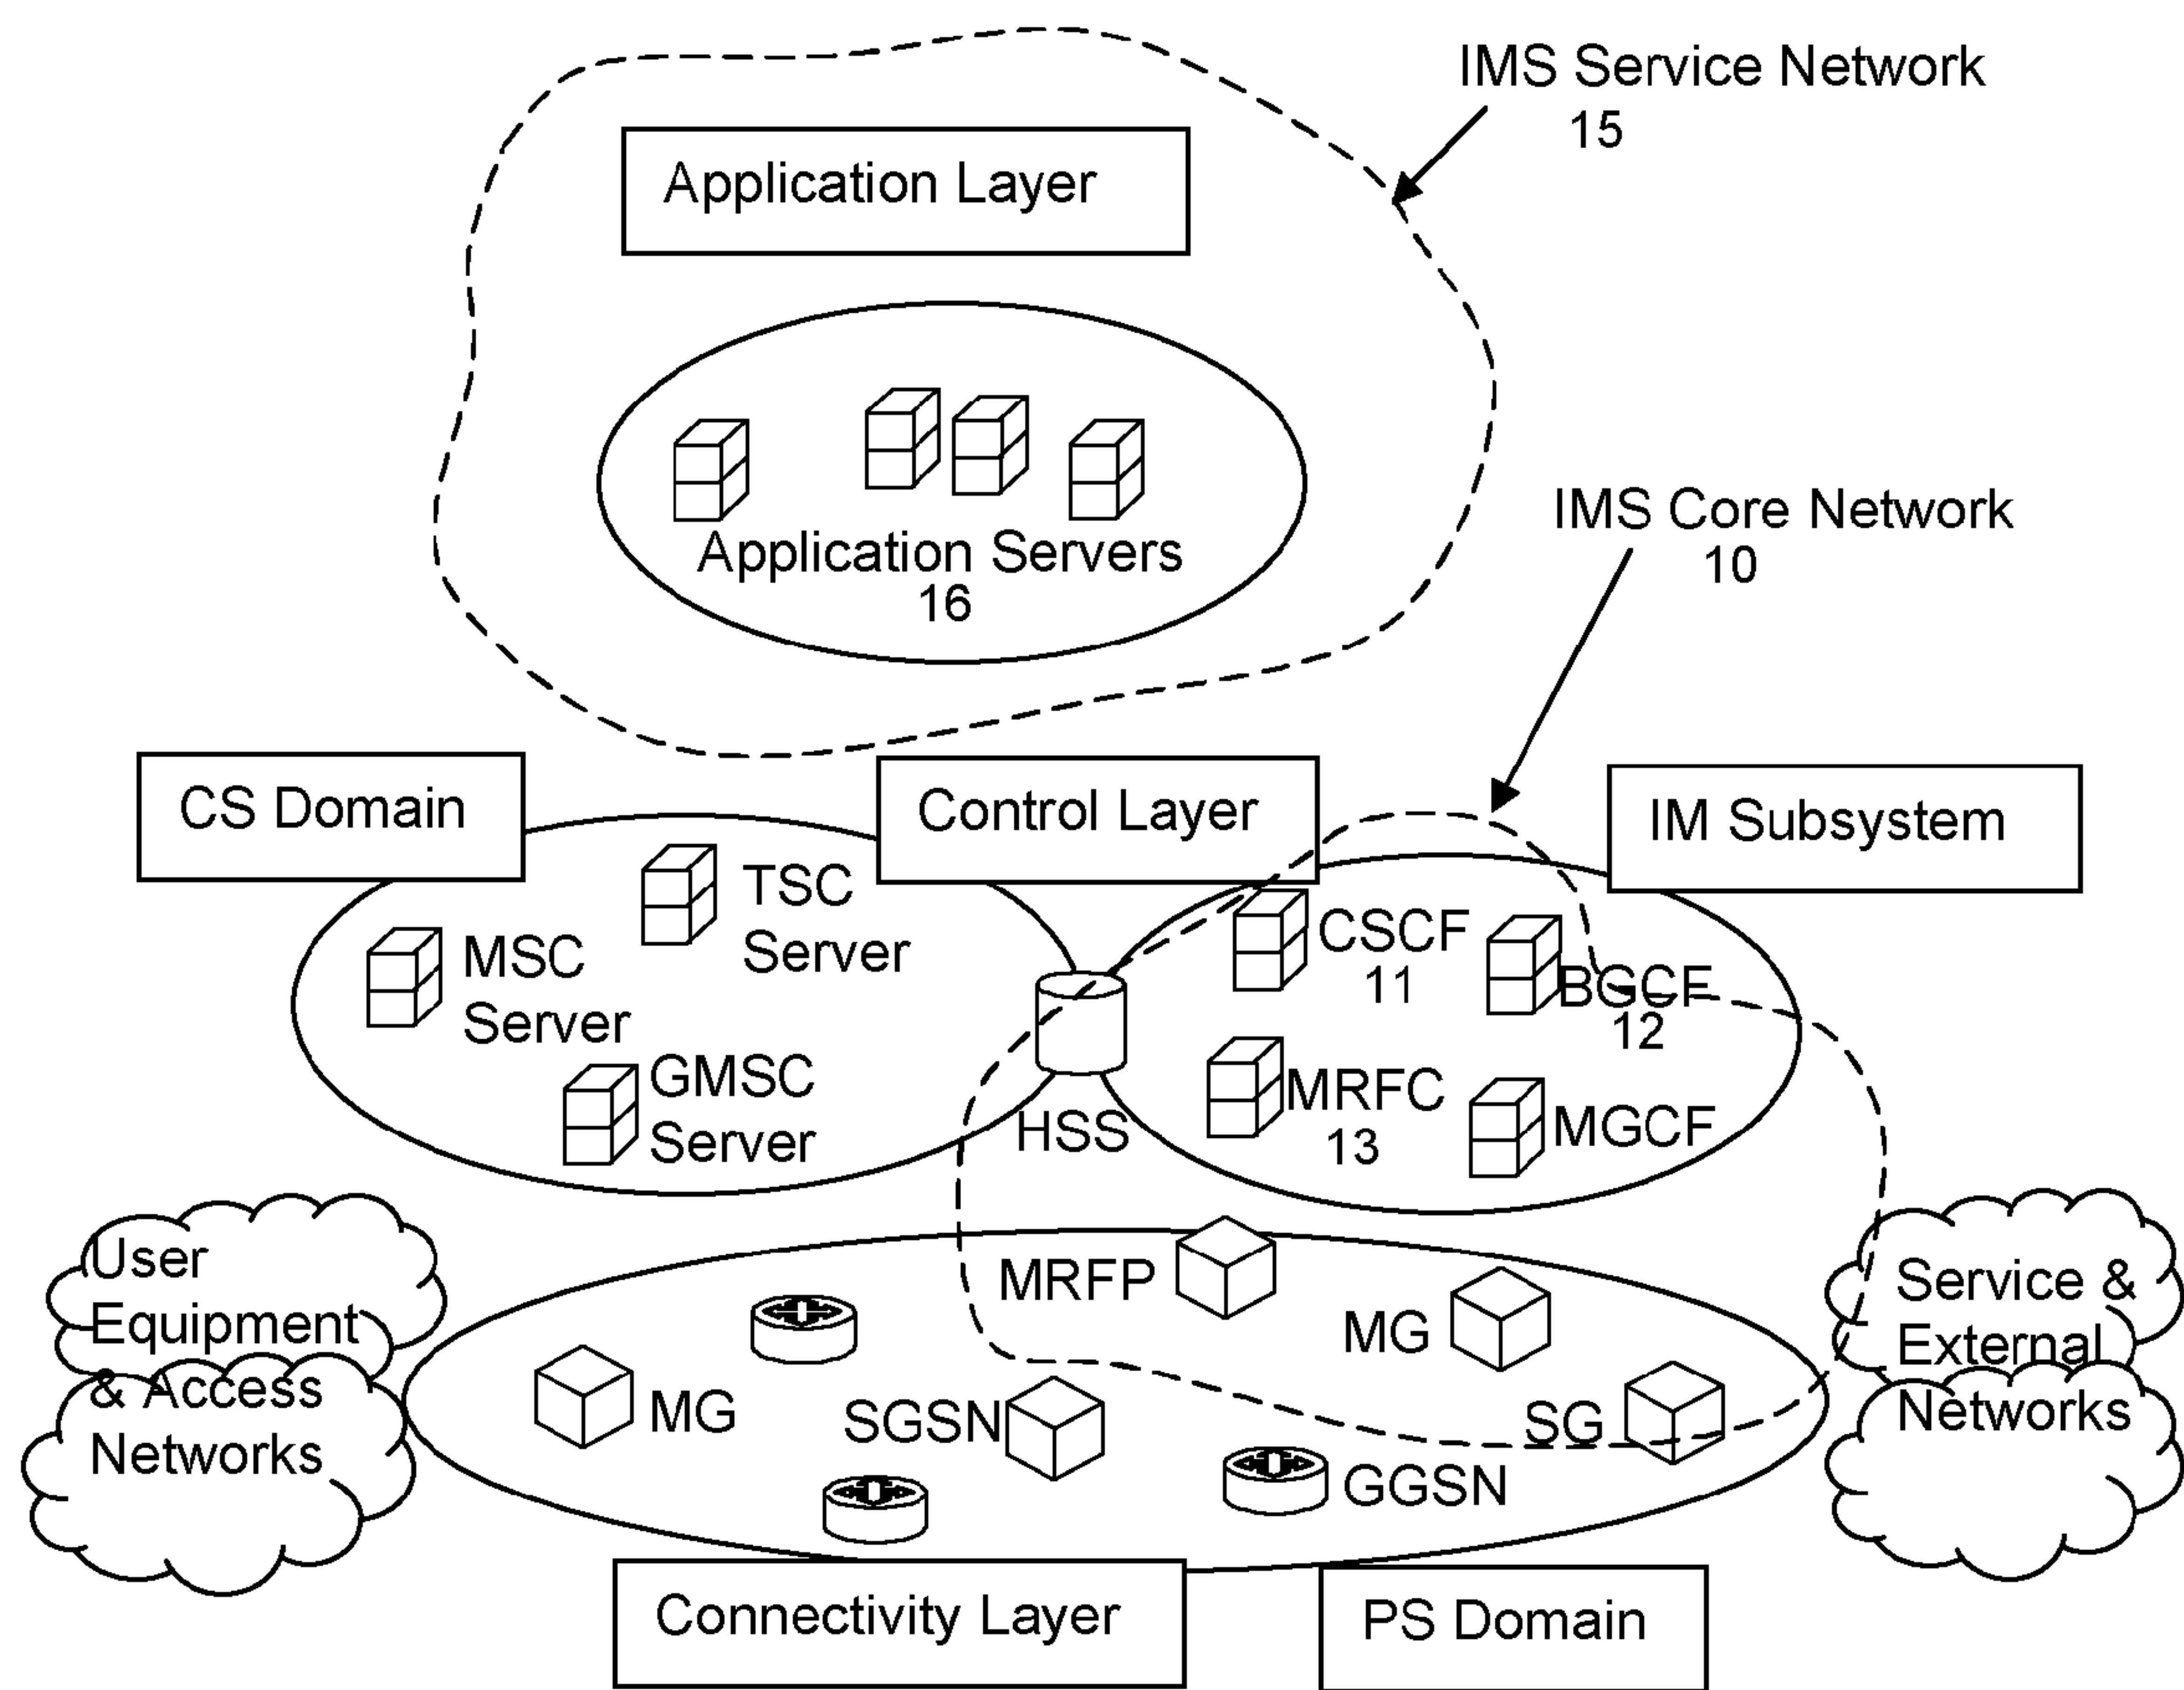 IMS Service Network
15
Application Layer
Application Servers
16
IMS Core Network
10
CS Domain
Control Layer
IM Subsystem
TSC
Server
MSC
Server
GMSC
Server
HSS
CSCF
11
BGCF
12
MRFC
13
MGCF
User
Equipment
& Access
Networks
MRFP
MG
MG
SGSN
SG
GGSN
Service &
External
Networks
Connectivity Layer
PS Domain